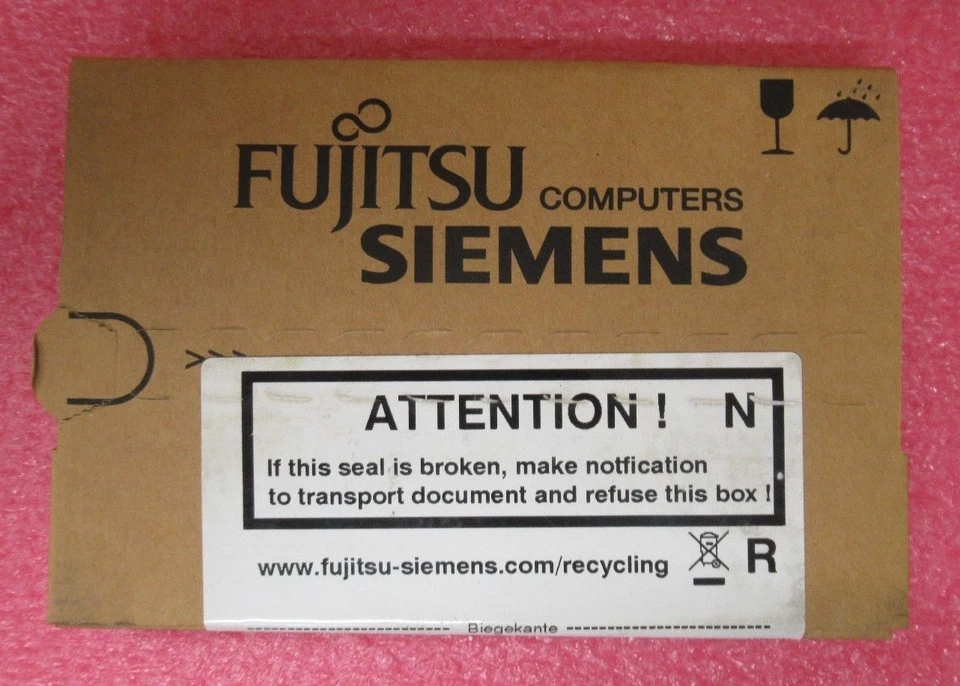 FUJITSU COMPUTERS
SIEMENS
ATTENTION ! N
If this seal is broken, make notfication
to transport document and refuse this box !
www.fujitsu-siemens.com/recycling R
Biegekante